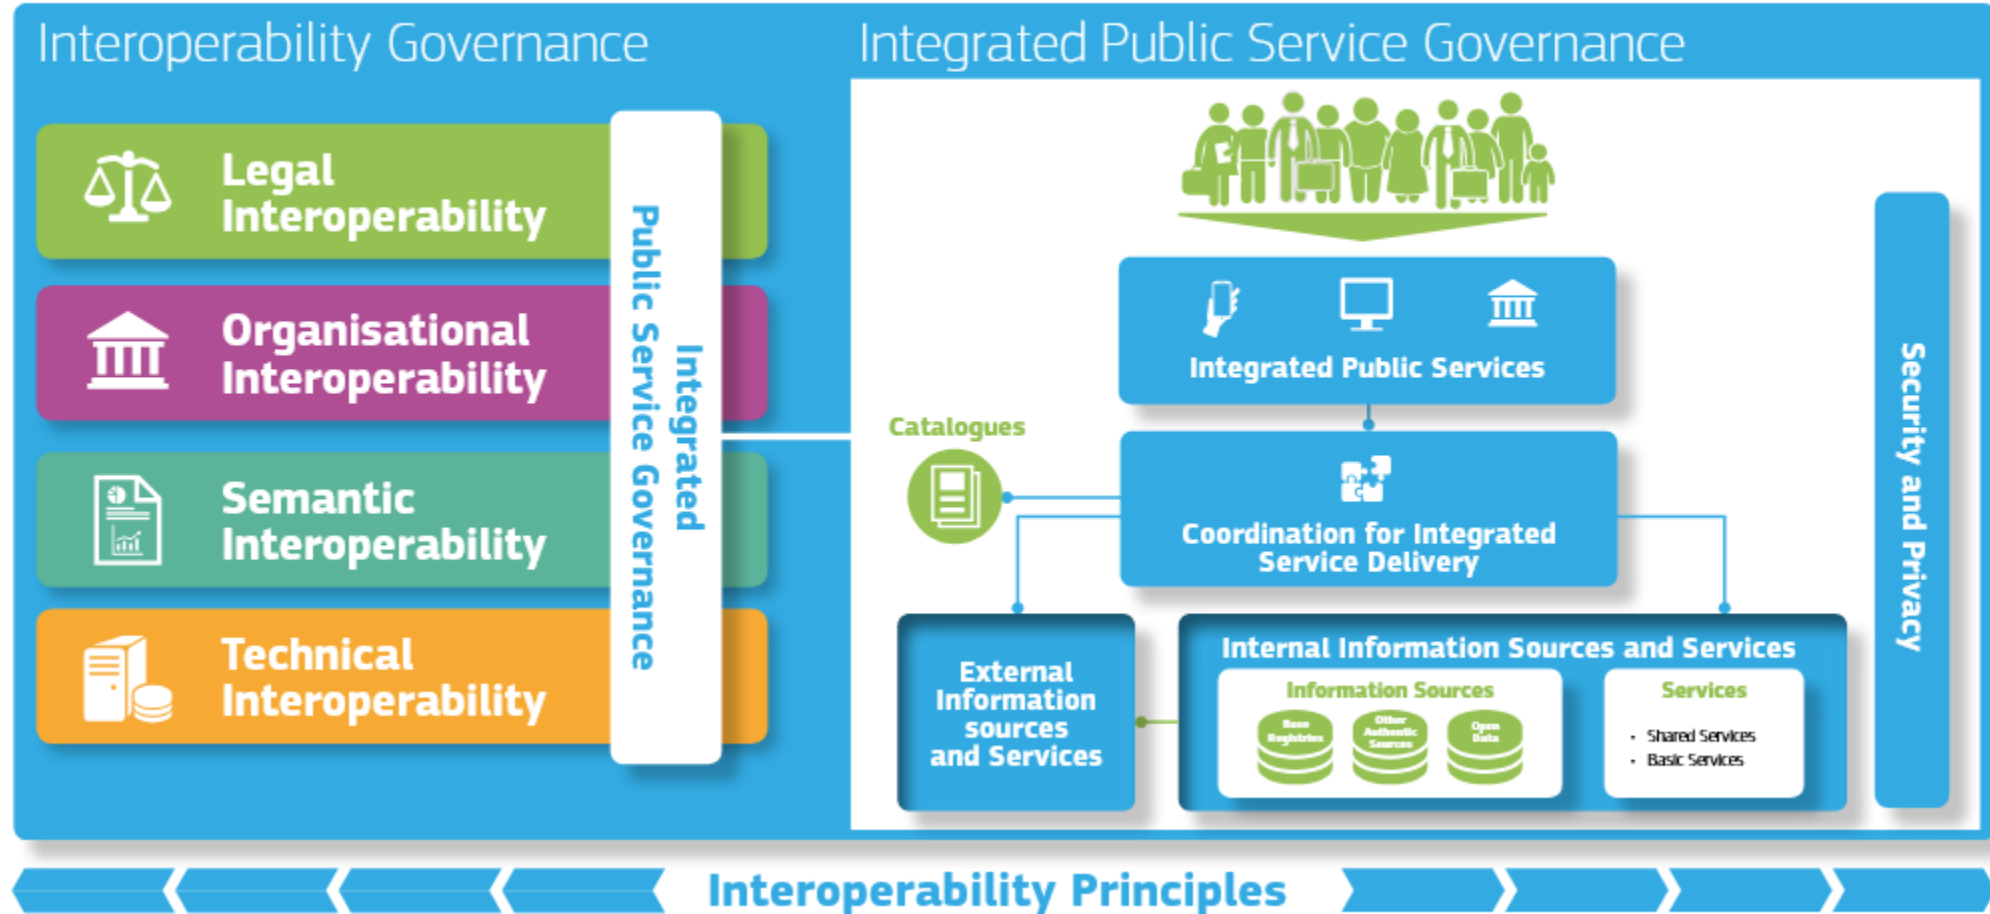 Interoperability Governance
Legal
Interoperability
Organisational
Interoperability
Semantic
Interoperability
Technical
Interoperability
Integrated
Public Service Governance
Integrated Public Service Governance
Integrated Public Services
Catalogues
Coordination for Integrated
Service Delivery
External
Information
sources
and Services
Internal Information Sources and Services
Information Sources
Base
Registries
Other
Authentic
Sources
Open
Data
Services
· Shared Services
· Basic Services
Security and Privacy
Interoperability Principles